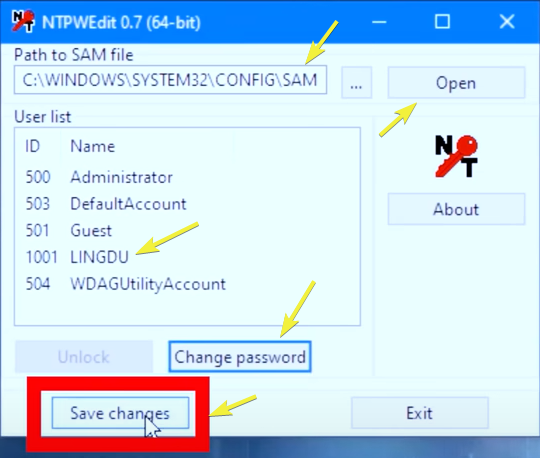 NTPWEdit 0.7 (64-bit)
Path to SAM file
C:\WINDOWS\SYSTEM32\CONFIG\SAM
...
Open
User list
ID Name
500 Administrator
503 DefaultAccount
501 Guest
1001 LINGDU
504 WDAGUtilityAccount
NT
About
Unlock
Change password
Save changes
Exit